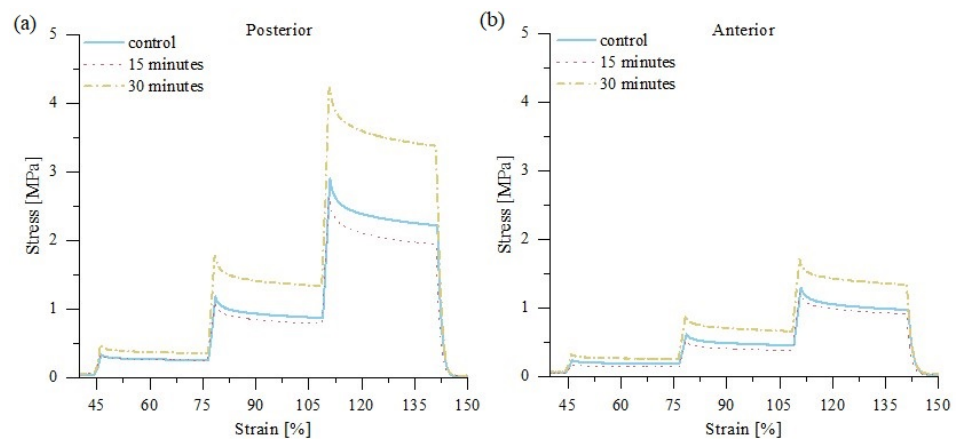 (a)
Posterior
control
15 minutes
30 minutes
Stress [MPa]
5
4
3
2
1
0
45 60 75 90 105 120 135 150
Strain [%]
(b)
Anterior
control
15 minutes
30 minutes
Stress [MPa]
5
4
3
2
1
0
45 60 75 90 105 120 135 150
Strain [%]